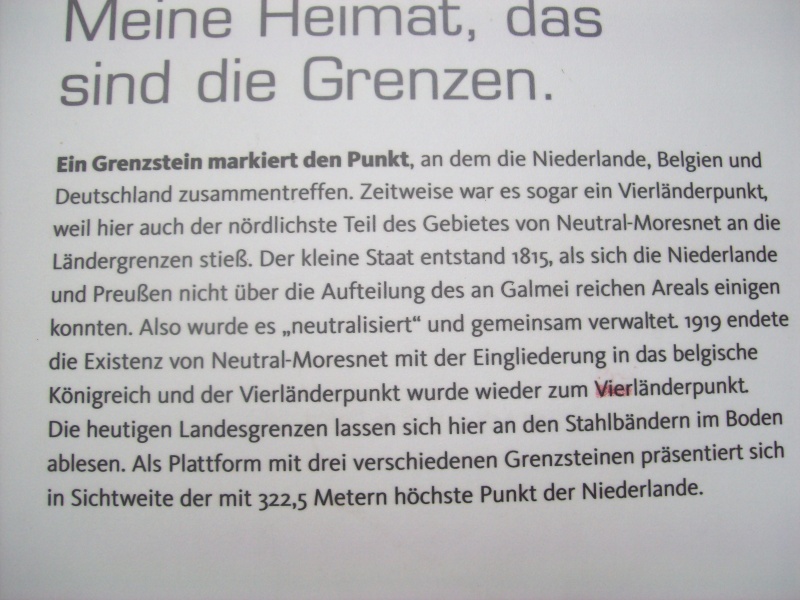 Meine Heimat, das
sind die Grenzen.
Ein Grenzstein markiert den Punkt, an dem die Niederlande, Belgien und
Deutschland zusammentreffen. Zeitweise war es sogar ein Vierländerpunkt,
weil hier auch der nördlichste Teil des Gebietes von Neutral-Moresnet an die
Ländergrenzen stieß. Der kleine Staat entstand 1815, als sich die Niederlande
und Preußen nicht über die Aufteilung des an Galmei reichen Areals einigen
konnten. Also wurde es „neutralisiert“ und gemeinsam verwaltet. 1919 endete
die Existenz von Neutral-Moresnet mit der Eingliederung in das belgische
Königreich und der Vierländerpunkt wurde wieder zum Vierländerpunkt.
Die heutigen Landesgrenzen lassen sich hier an den Stahlbändern im Boden
ablesen. Als Plattform mit drei verschiedenen Grenzsteinen präsentiert sich
in Sichtweite der mit 322,5 Metern höchste Punkt der Niederlande.